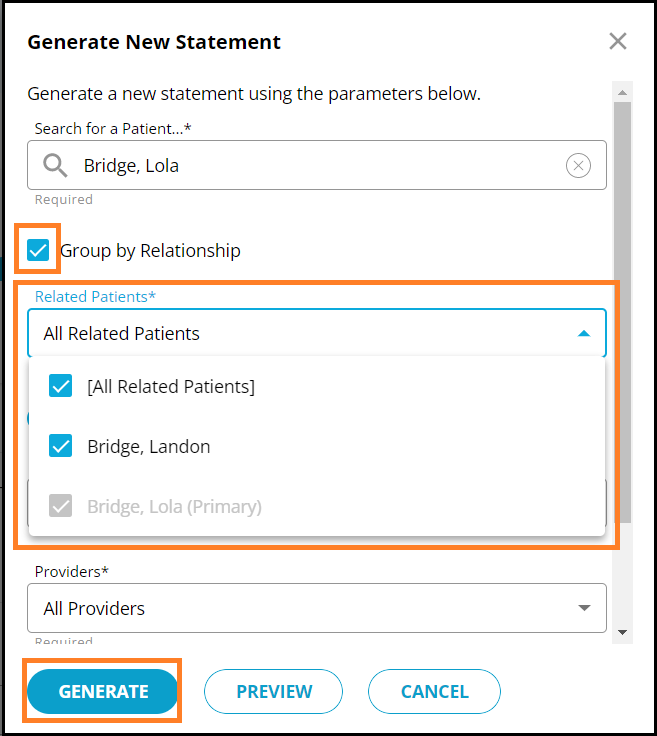 Generate New Statement
Generate a new statement using the parameters below.
Search for a Patient...*
Bridge, Lola
Required
Group by Relationship
Related Patients*
All Related Patients
[All Related Patients]
Bridge, Landon
Bridge, Lola (Primary)
Providers*
All Providers
Required
GENERATE PREVIEW CANCEL